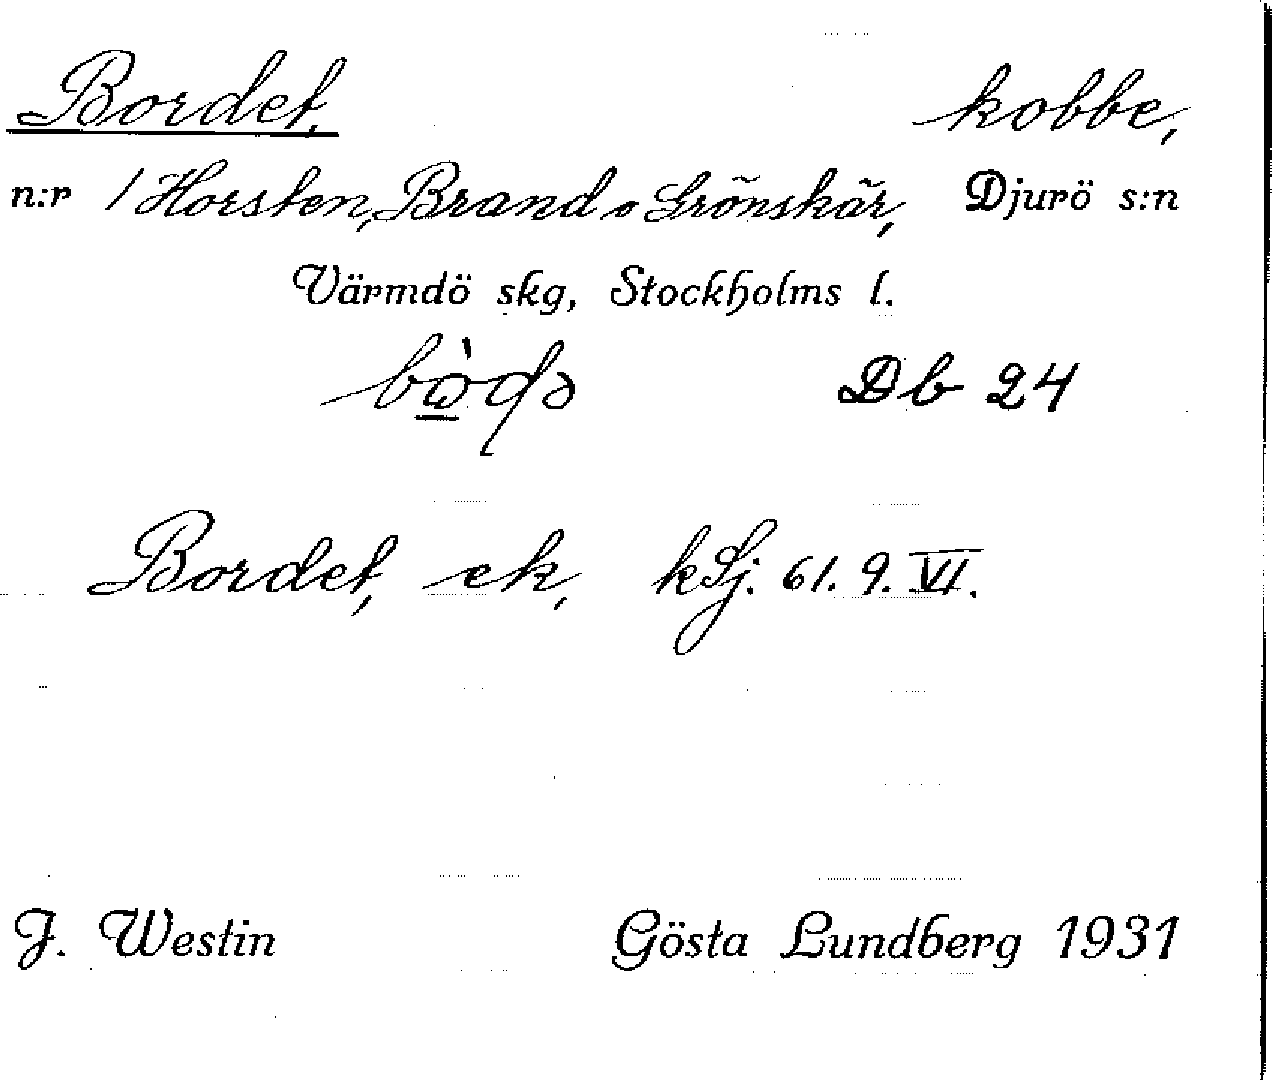 Bordet, kobbe,
n:r 1 Horsten, Brand o Grönskär, Djurö s:n
Värmdö skg, Stockholms l.
Db 24
Bordet, ek, kSj. 61. 9. VI.
J. Westin Gösta Lundberg 1931